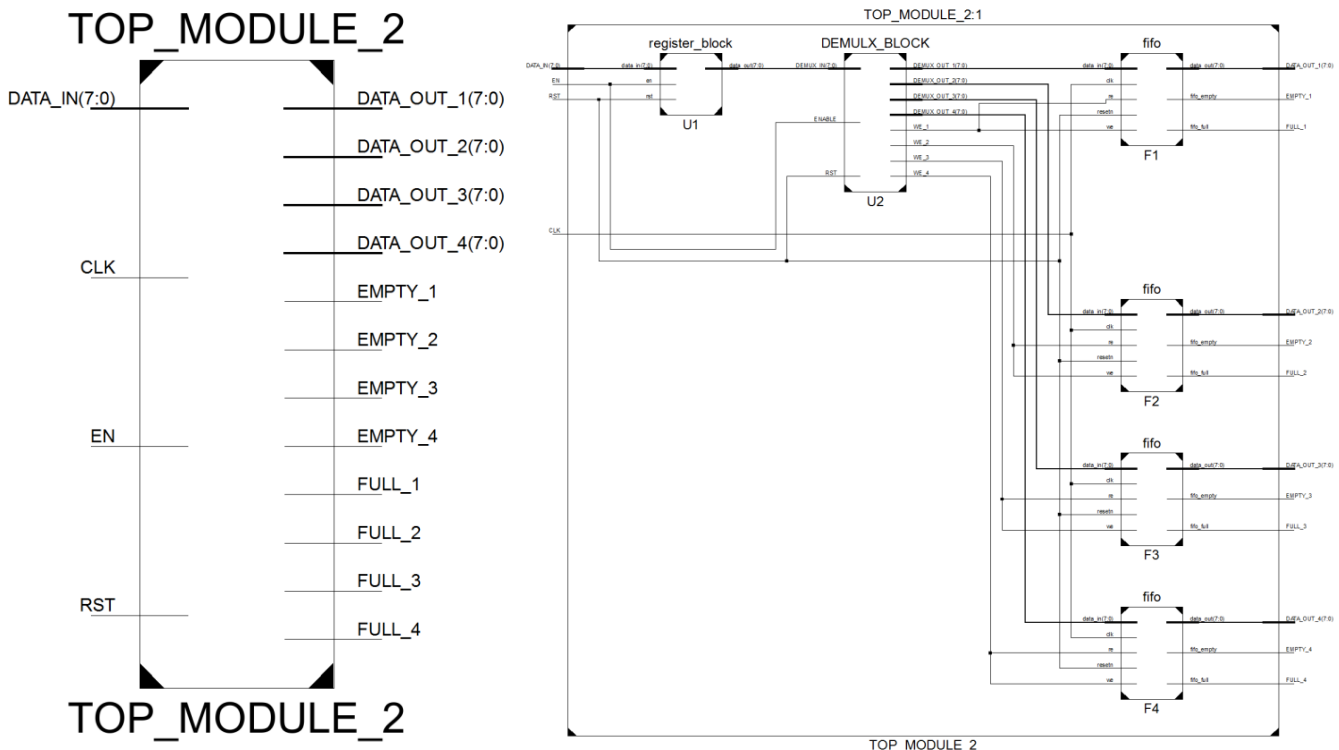 TOP_MODULE_2
DATA_IN(7:0)
CLK
EN
RST
DATA_OUT_1(7:0)
DATA_OUT_2(7:0)
DATA_OUT_3(7:0)
DATA_OUT_4(7:0)
EMPTY_1
EMPTY_2
EMPTY_3
EMPTY_4
FULL_1
FULL_2
FULL_3
FULL_4
TOP_MODULE_2
TOP_MODULE_2:1
DATA_IN(7:0)
EN
RST
CLK
register_block
data_in(7:0)
en
rst
data_out(7:0)
U1
DEMULX_BLOCK
DEMUX_IN(7:0)
ENABLE
RST
DEMUX_OUT_1(7:0)
DEMUX_OUT_2(7:0)
DEMUX_OUT_3(7:0)
DEMUX_OUT_4(7:0)
WE_1
WE_2
WE_3
WE_4
U2
fifo
data_in(7:0)
clk
re
resetn
we
data_out(7:0)
fifo_empty
fifo_full
F1
DATA_OUT_1(7:0)
EMPTY_1
FULL_1
fifo
data_in(7:0)
clk
re
resetn
we
data_out(7:0)
fifo_empty
fifo_full
F2
DATA_OUT_2(7:0)
EMPTY_2
FULL_2
fifo
data_in(7:0)
clk
re
resetn
we
data_out(7:0)
fifo_empty
fifo_full
F3
DATA_OUT_3(7:0)
EMPTY_3
FULL_3
fifo
data_in(7:0)
clk
re
resetn
we
data_out(7:0)
fifo_empty
fifo_full
F4
DATA_OUT_4(7:0)
EMPTY_4
FULL_4
TOP_MODULE_2